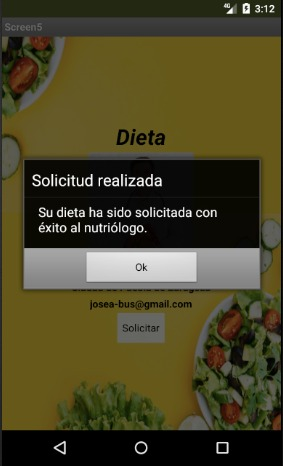 4G 3:12
Screen5
Dieta
Solicitud realizada
Su dieta ha sido solicitada con
éxito al nutriólogo.
Ok
josea-bus@gmail.com
Solicitar